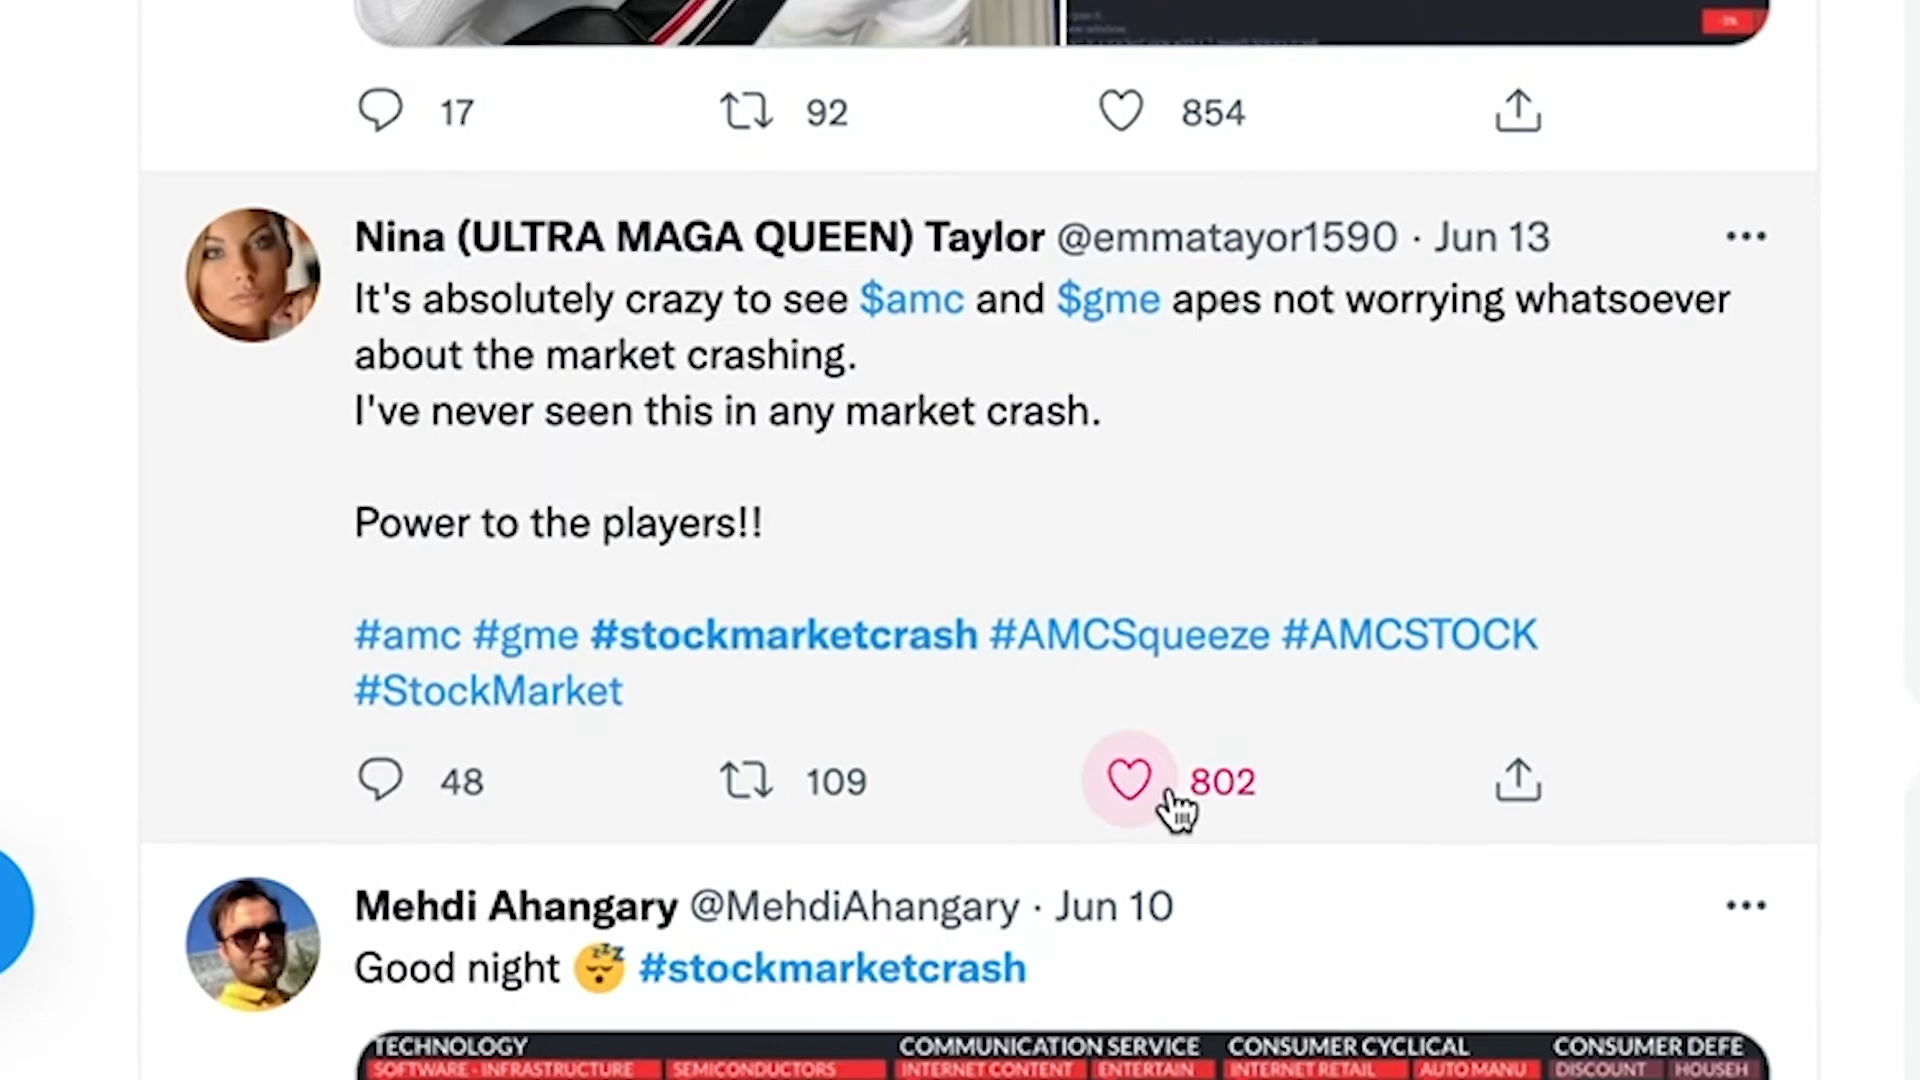 17 92 854
Nina (ULTRA MAGA QUEEN) Taylor @emmatayor1590 · Jun 13
It's absolutely crazy to see $amc and $gme apes not worrying whatsoever
about the market crashing.
I've never seen this in any market crash.
Power to the players!!
#amc #gme #stockmarketcrash #AMCSqueeze #AMCSTOCK
#StockMarket
48 109 802
Mehdi Ahangary @MehdiAhangary · Jun 10
Good night 😴 #stockmarketcrash
TECHNOLOGY COMMUNICATION SERVICE CONSUMER CYCLICAL CONSUMER DEFE
SOFTWARE - INFRASTRUCTURE SEMICONDUCTORS INTERNET CONTENT ENTERTAIN INTERNET RETAIL AUTO MANU DISCOUNT HOUSEH